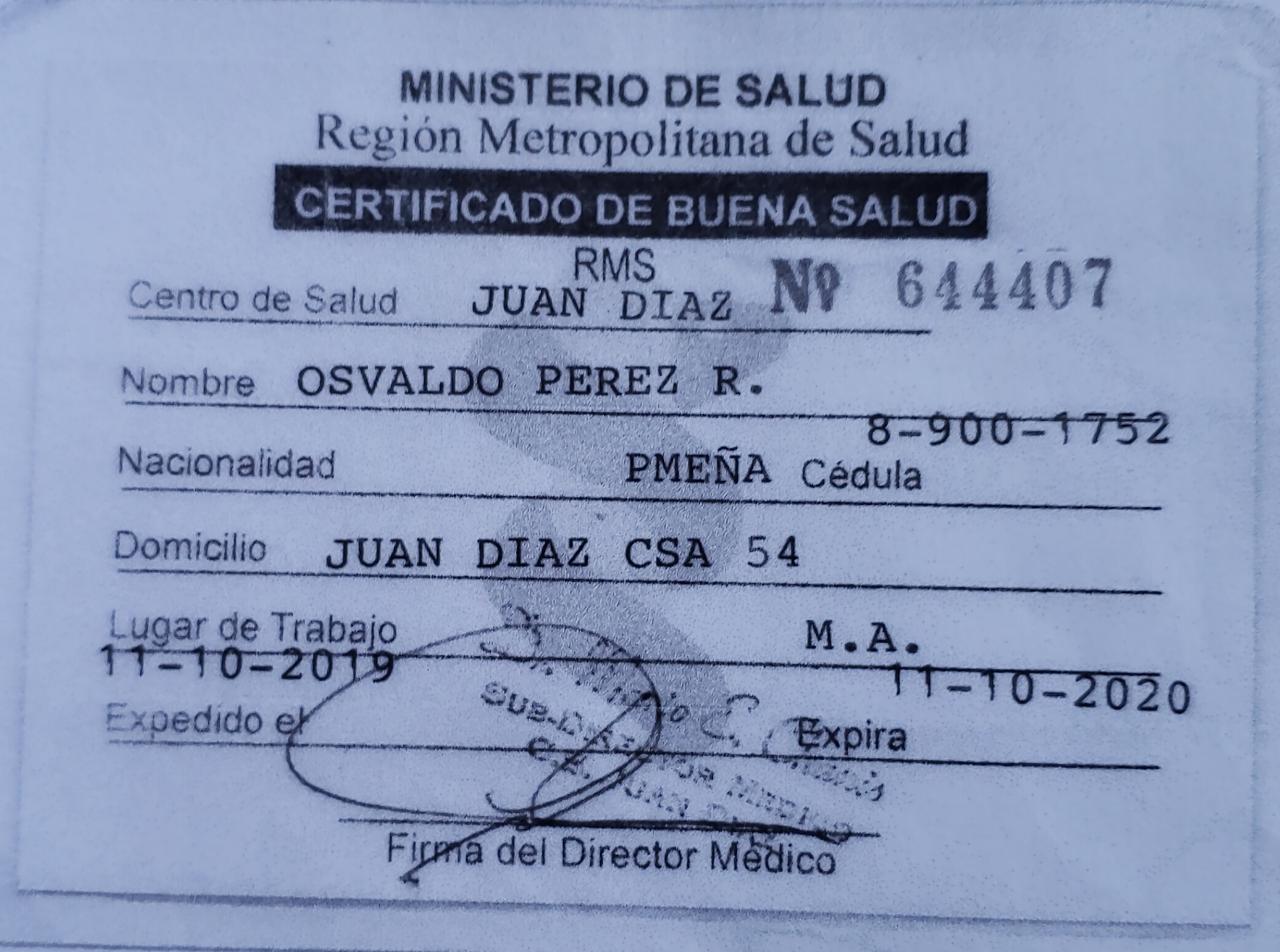 MINISTERIO DE SALUD
Región Metropolitana de Salud
CERTIFICADO DE BUENA SALUD
RMS
Centro de Salud JUAN DIAZ Nº 644407
Nombre OSVALDO PEREZ R.
8-900-1752
Nacionalidad PMEÑA Cédula
Domicilio JUAN DIAZ CSA 54
Lugar de Trabajo M.A.
11-10-2019 11-10-2020
Expedido el Expira
SUB-DIRECTOR MEDICO
JUAN DIAZ
Firma del Director Médico